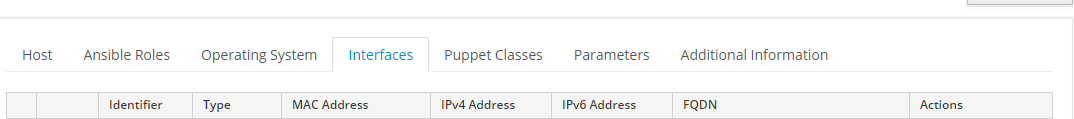 Host Ansible Roles Operating System Interfaces Puppet Classes Parameters Additional Information
Identifier Type MAC Address IPv4 Address IPv6 Address FQDN Actions